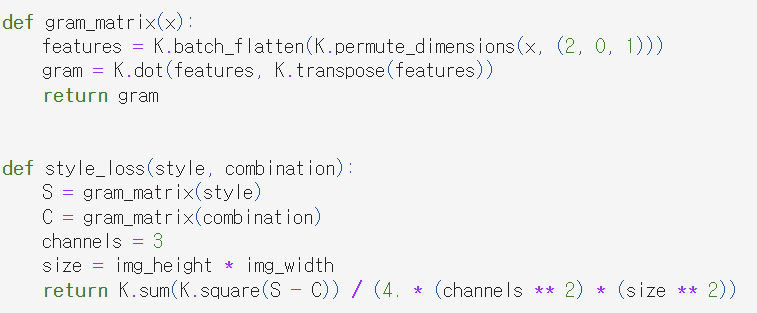 def gram_matrix(x):
    features = K.batch_flatten(K.permute_dimensions(x, (2, 0, 1)))
    gram = K.dot(features, K.transpose(features))
    return gram
def style_loss(style, combination):
    S = gram_matrix(style)
    C = gram_matrix(combination)
    channels = 3
    size = img_height * img_width
    return K.sum(K.square(S - C)) / (4. * (channels ** 2) * (size ** 2))